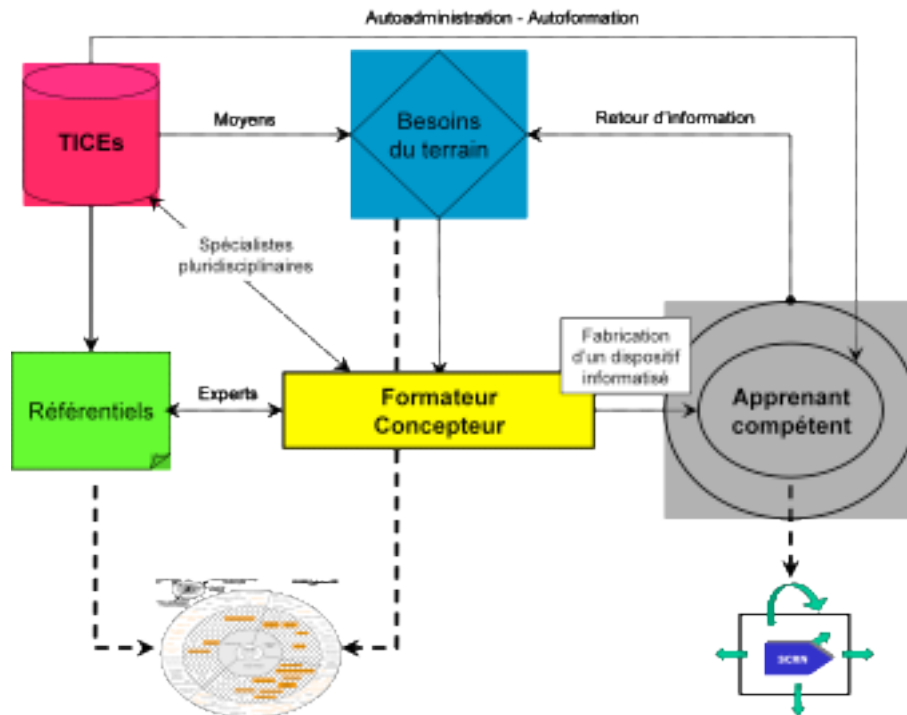 Autoadministration - Autoformation
TICEs
Moyens
Besoins
du terrain
Retour d'information
Spécialistes
pluridisciplinaires
Fabrication
d'un dispositif
informatisé
Référentiels
Experts
Formateur
Concepteur
Apprenant
compétent
SCRN